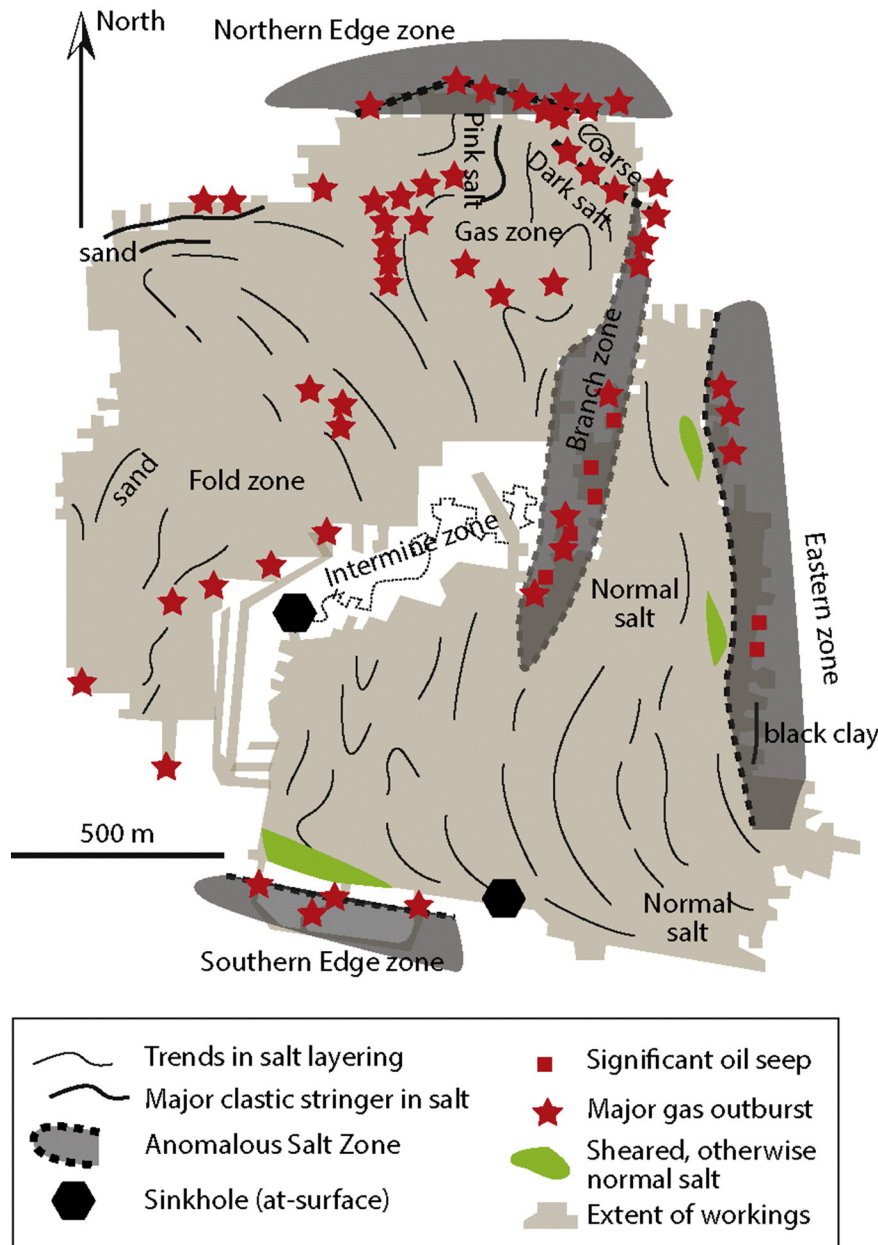 North
Northern Edge zone
Pink salt
Coarse
Dark salt
sand
Gas zone
Branch zone
sand
Fold zone
Intermine zone
Normal
salt
Eastern zone
black clay
500 m
Normal
salt
Southern Edge zone
Trends in salt layering
Major clastic stringer in salt
Anomalous Salt Zone
Sinkhole (at-surface)
Significant oil seep
Major gas outburst
Sheared, otherwise
normal salt
Extent of workings